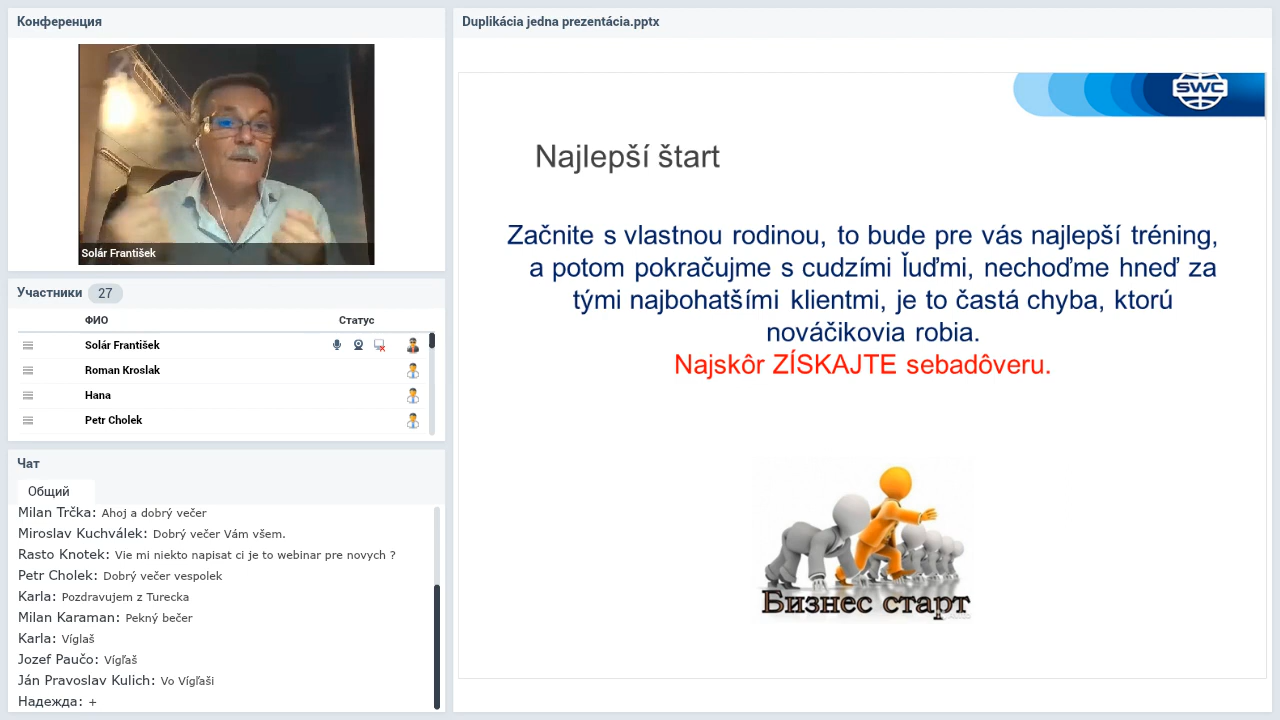 Конференция
Solár František
Участники 27
ФИО Статус
Solár František
Roman Kroslak
Hana
Petr Cholek
Чат
Общий
Milan Trčka: Ahoj a dobrý večer
Miroslav Kuchválek: Dobrý večer Vám všem.
Rasto Knotek: Vie mi niekto napisat ci je to webinar pre novych ?
Petr Cholek: Dobrý večer vespolek
Karla: Pozdravujem z Turecka
Milan Karaman: Pekný bečer
Karla: Víglaš
Jozef Paučo: Vígľaš
Ján Pravoslav Kulich: Vo Vígľaši
Надежда: +
Duplikácia jedna prezentácia.pptx
SWC
Najlepší štart
Začnite s vlastnou rodinou, to bude pre vás najlepší tréning,
a potom pokračujme s cudzími ľuďmi, nechoďme hneď za
tými najbohatšími klientmi, je to častá chyba, ktorú
nováčikovia robia.
Najskôr ZÍSKAJTE sebadôveru.
Бизнес старт